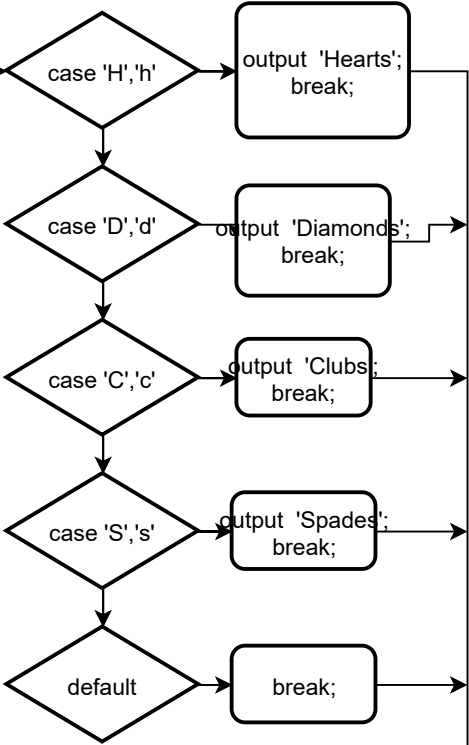 case 'H','h'
output 'Hearts';
break;
case 'D','d'
output 'Diamonds';
break;
case 'C','c'
output 'Clubs';
break;
case 'S','s'
output 'Spades';
break;
default
break;